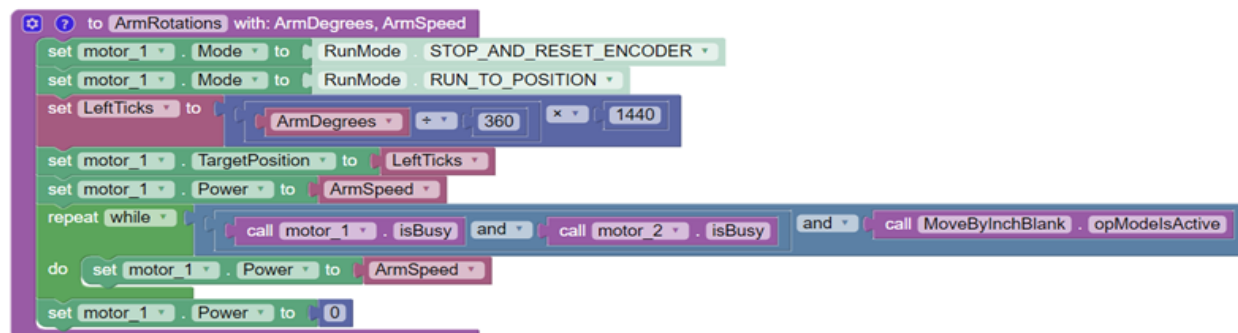 ? to ArmRotations with: ArmDegrees, ArmSpeed
set motor_1 . Mode to RunMode . STOP_AND_RESET_ENCODER
set motor_1 . Mode to RunMode . RUN_TO_POSITION
set LeftTicks to ArmDegrees ÷ 360 × 1440
set motor_1 . TargetPosition to LeftTicks
set motor_1 . Power to ArmSpeed
repeat while call motor_1 . isBusy and call motor_2 . isBusy and call MoveByInchBlank . opModeIsActive
do set motor_1 . Power to ArmSpeed
set motor_1 . Power to 0